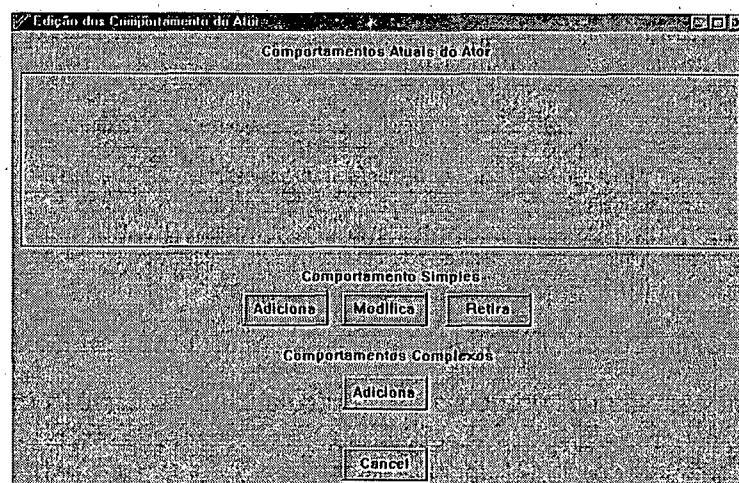 Edição dos Comportamento do Ator
Comportamentos Atuais do Ator
Comportamento Simples
Adiciona Modifica Retira
Comportamentos Complexos
Adiciona
Cancel